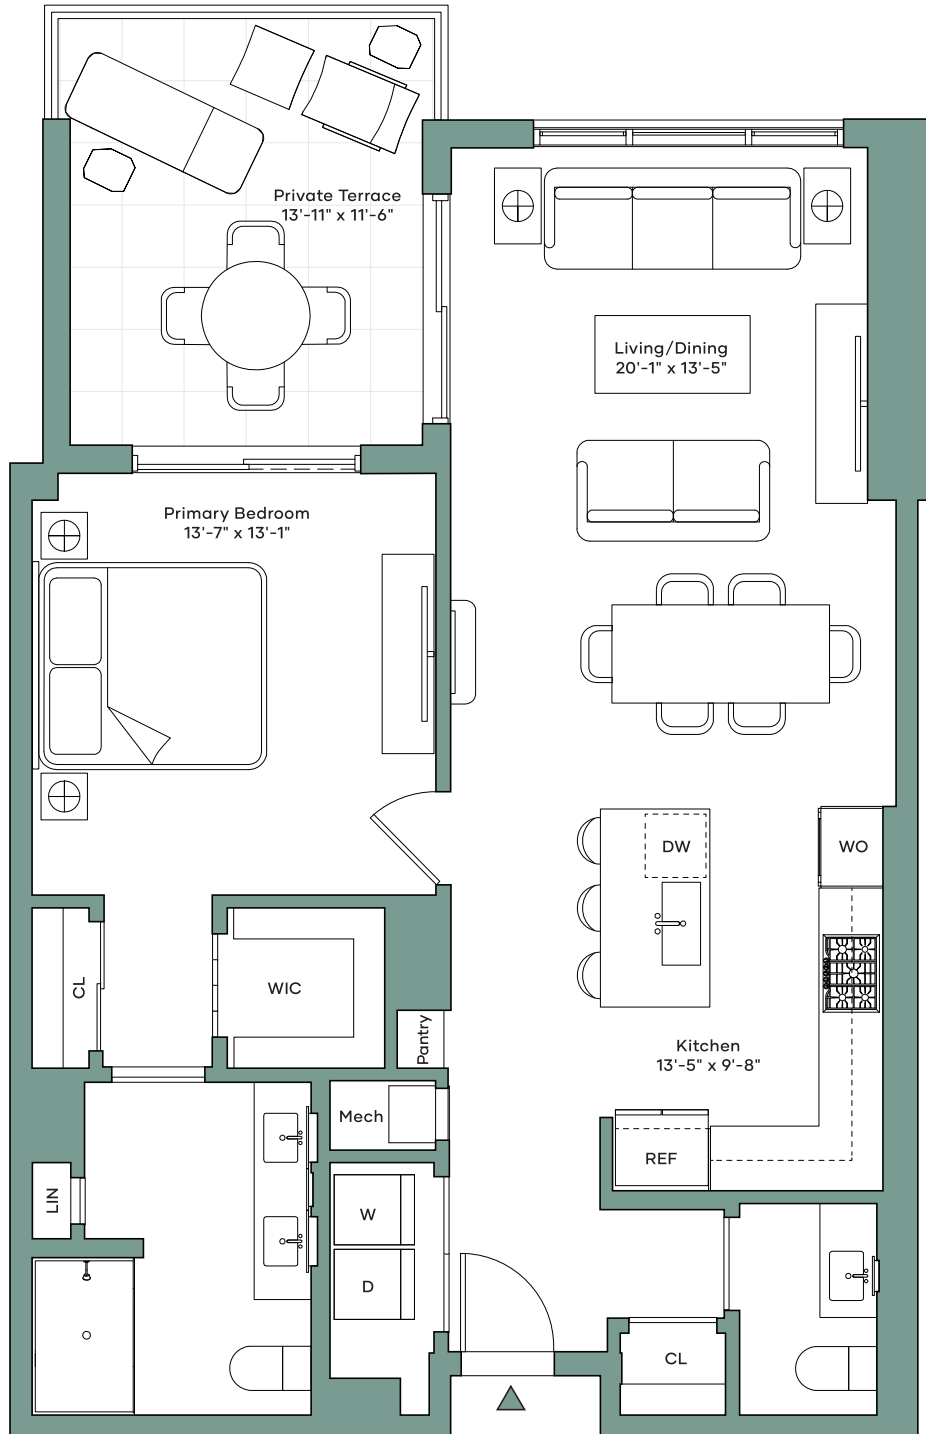 Private Terrace
13'-11" x 11'-6"
Living/Dining
20'-1" x 13'-5"
Primary Bedroom
13'-7" x 13'-1"
DW
WO
CL
WIC
Pantry
Kitchen
13'-5" x 9'-8"
Mech
REF
LIN
W
D
CL